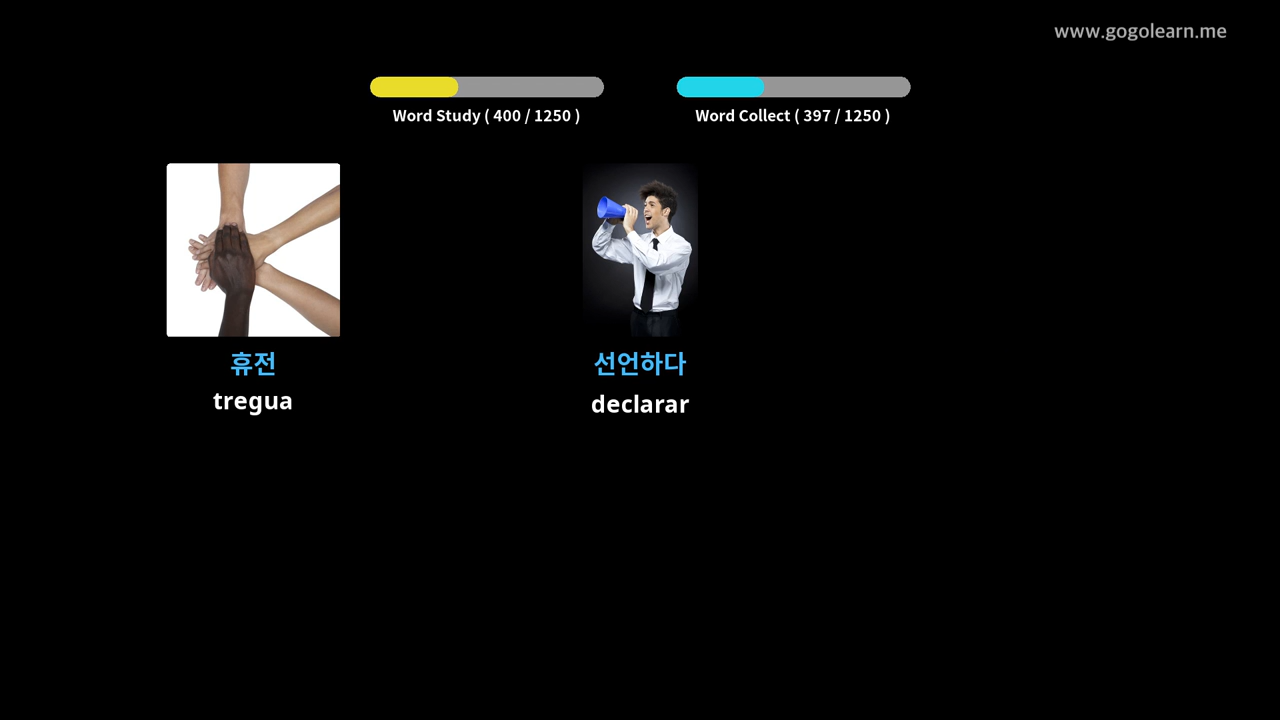 www.gogolearn.me
Word Study ( 400 / 1250 )
Word Collect ( 397 / 1250 )
휴전
tregua
선언하다
declarar